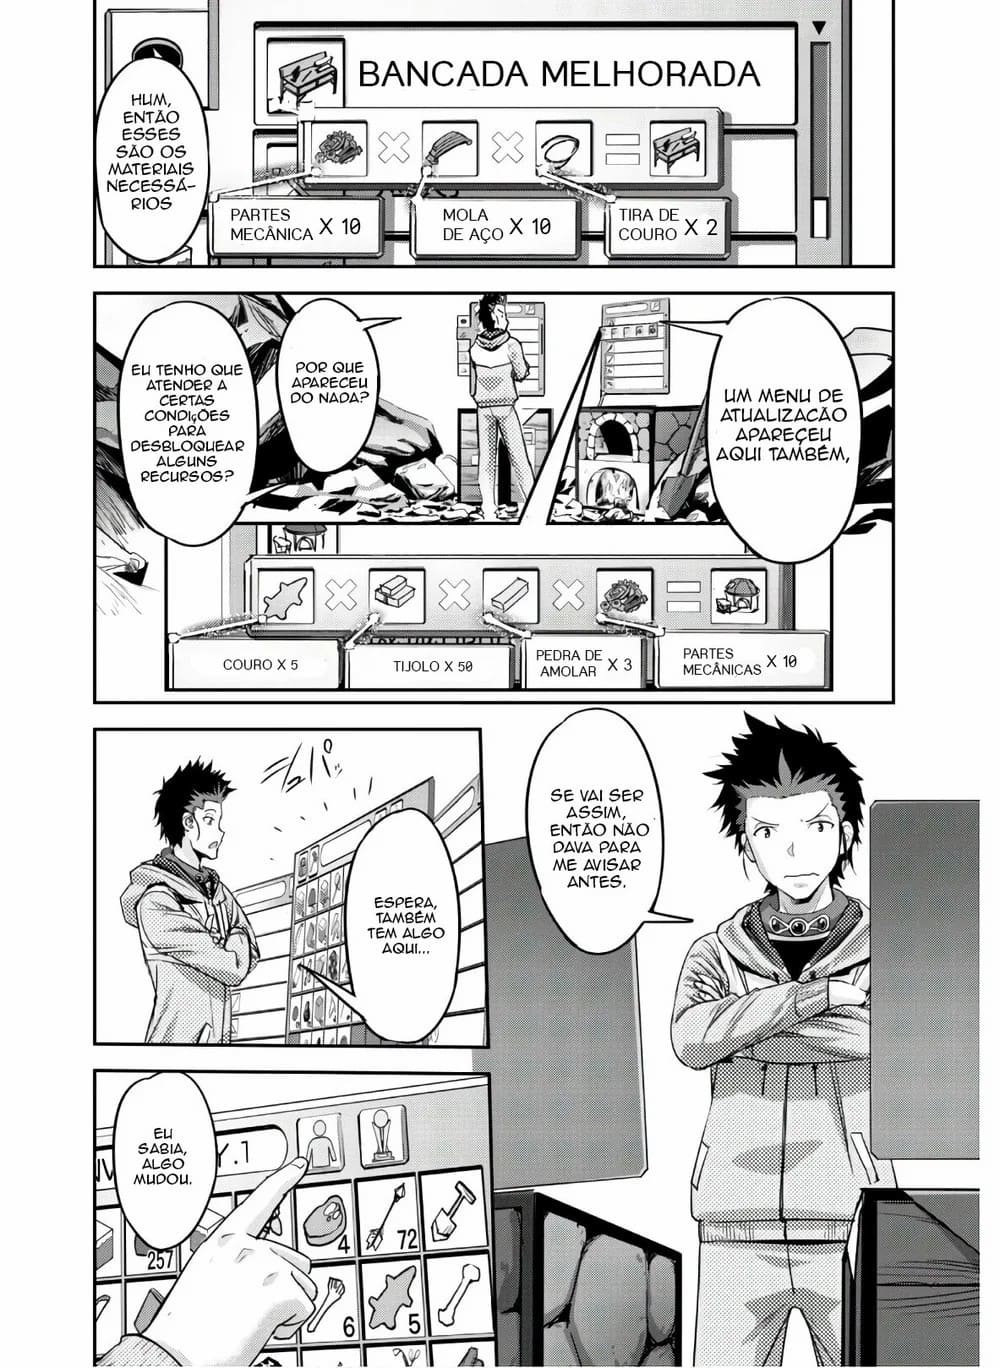 BANCADA MELHORADA
HUM,
ENTÃO
ESSES
SÃO OS
MATERIAIS
NECESSÁ-
RIOS
PARTES
MECÂNICA X 10
MOLA
DE AÇO X 10
TIRA DE
COURO X 2
UM MENU DE
ATUALIZACÃO
APAREÇEU
AQUI TAMBÉM,
POR QUE
APARECEU
DO NADA?
EU TENHO QUE
ATENDER A
CERTAS
CONDIÇÕES
PARA
DESBLOQUEAR
ALGUNS
RECURSOS?
COURO X 5
TIJOLO X 50
PEDRA DE
AMOLAR X 3
PARTES
MECÂNICAS X 10
SE VAI SER
ASSIM,
ENTÃO NÃO
DAVA PARA
ME AVISAR
ANTES.
ESPERA,
TAMBÉM
TEM ALGO
AQUI...
EU
SABIA,
ALGO
MUDOU.
Y.1
4
72
257
6
5